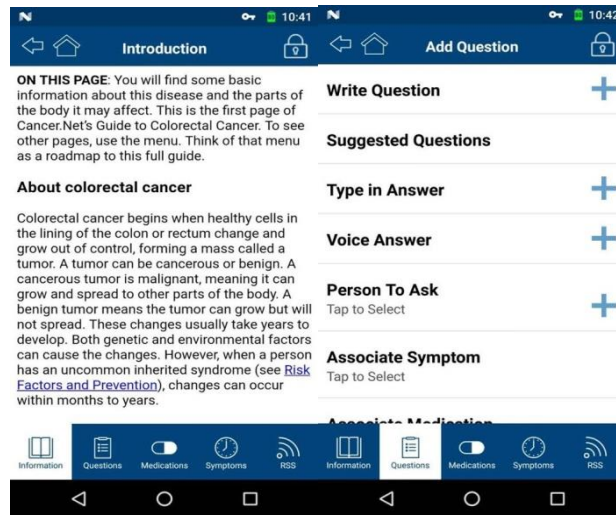 10:41
Introduction
ON THIS PAGE: You will find some basic
information about this disease and the parts of
the body it may affect. This is the first page of
Cancer.Net's Guide to Colorectal Cancer. To see
other pages, use the menu. Think of that menu
as a roadmap to this full guide.
About colorectal cancer
Colorectal cancer begins when healthy cells in
the lining of the colon or rectum change and
grow out of control, forming a mass called a
tumor. A tumor can be cancerous or benign. A
cancerous tumor is malignant, meaning it can
grow and spread to other parts of the body. A
benign tumor means the tumor can grow but will
not spread. These changes usually take years to
develop. Both genetic and environmental factors
can cause the changes. However, when a person
has an uncommon inherited syndrome (see Risk
Factors and Prevention), changes can occur
within months to years.
Information Questions Medications Symptoms RSS
10:42
Add Question
Write Question
Suggested Questions
Type in Answer
Voice Answer
Person To Ask
Tap to Select
Associate Symptom
Tap to Select
Associate Medication
Information Questions Medications Symptoms RSS